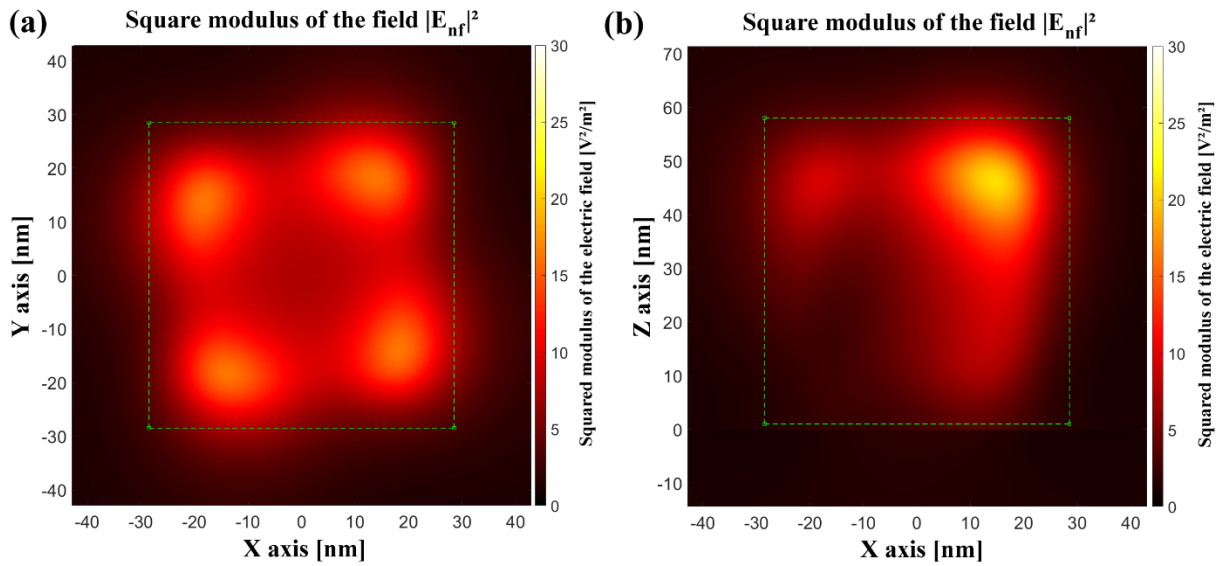 (a)
Square modulus of the field |E_nf|²
Y axis [nm]
40
30
20
10
0
-10
-20
-30
-40
-40 -30 -20 -10 0 10 20 30 40
X axis [nm]
30
25
20
15
10
5
0
Squared modulus of the electric field [V²/m²]
(b)
Square modulus of the field |E_nf|²
Z axis [nm]
70
60
50
40
30
20
10
0
-10
-40 -30 -20 -10 0 10 20 30 40
X axis [nm]
30
25
20
15
10
5
0
Squared modulus of the electric field [V²/m²]